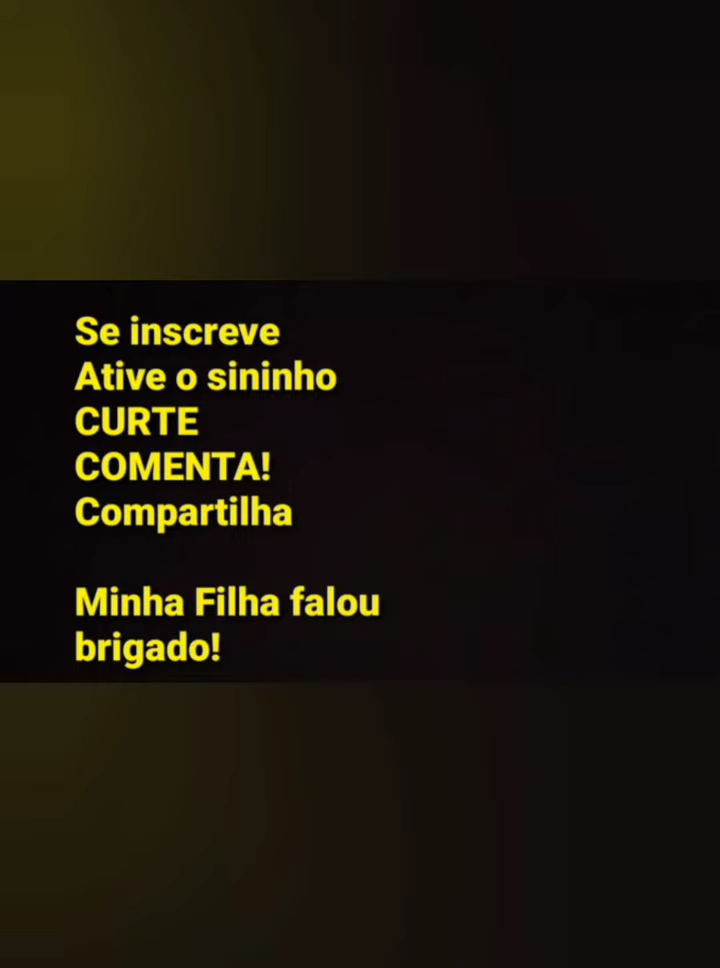 Se inscreve
Ative o sininho
CURTE
COMENTA!
Compartilha
Minha Filha falou
brigado!